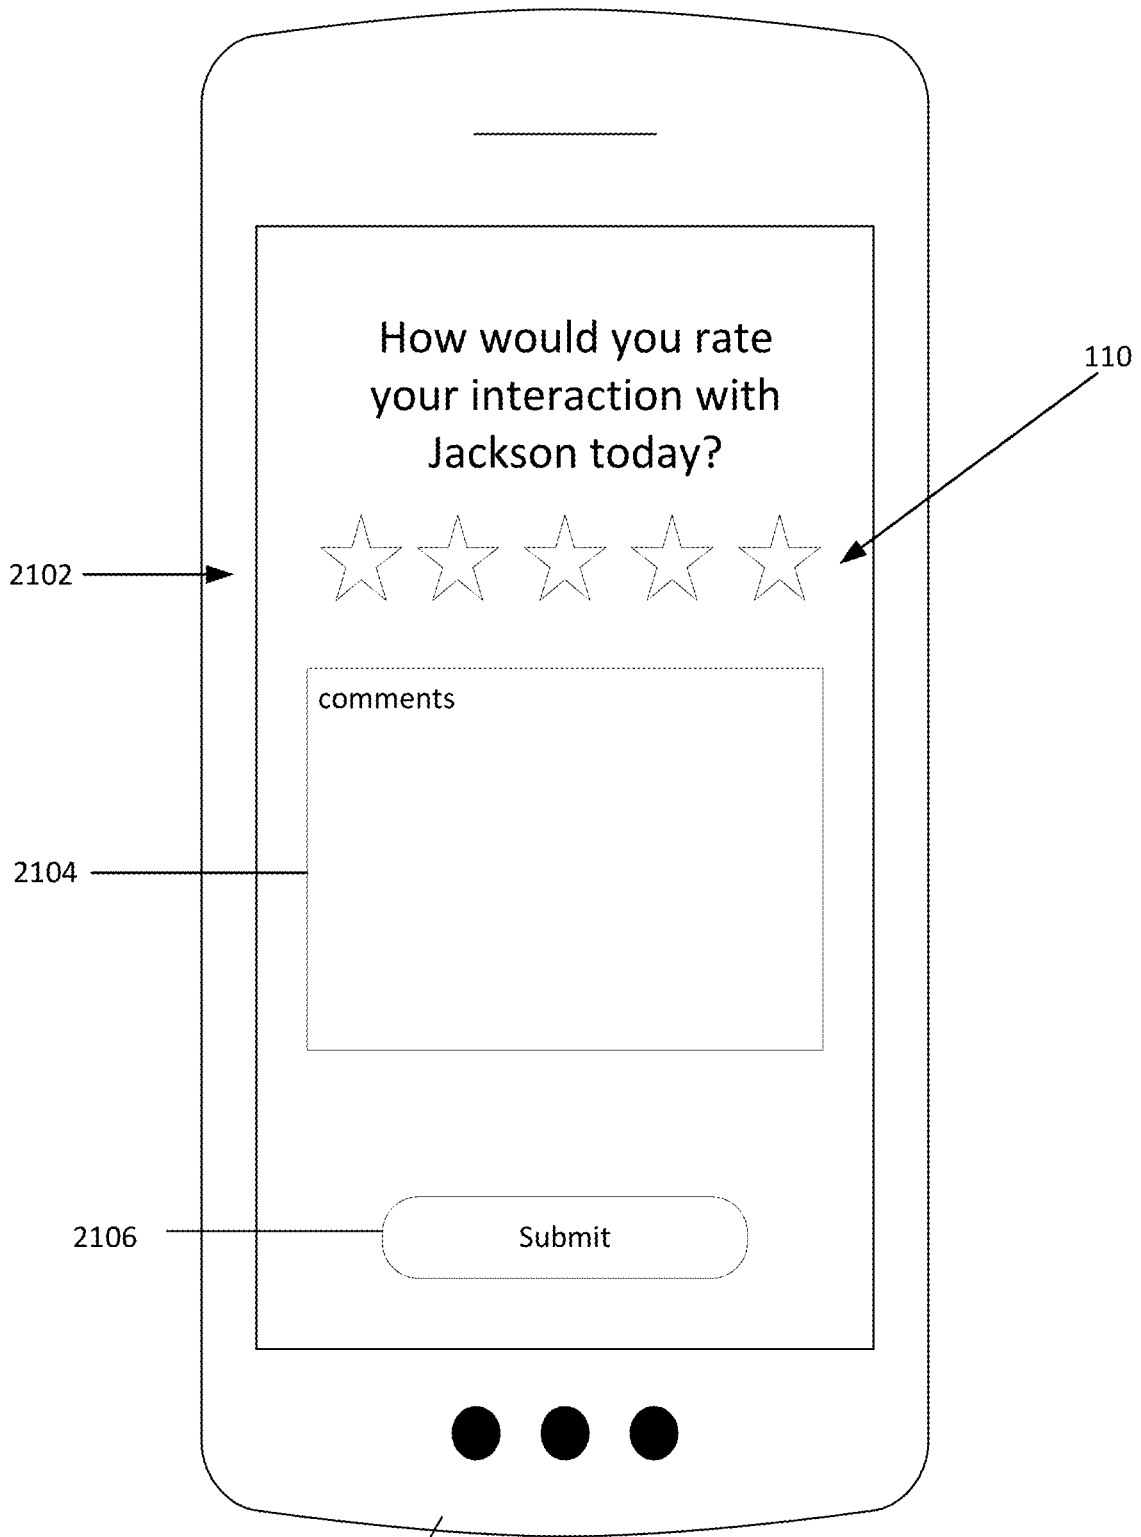 How would you rate
your interaction with
Jackson today?
110
2102
comments
2104
2106
Submit